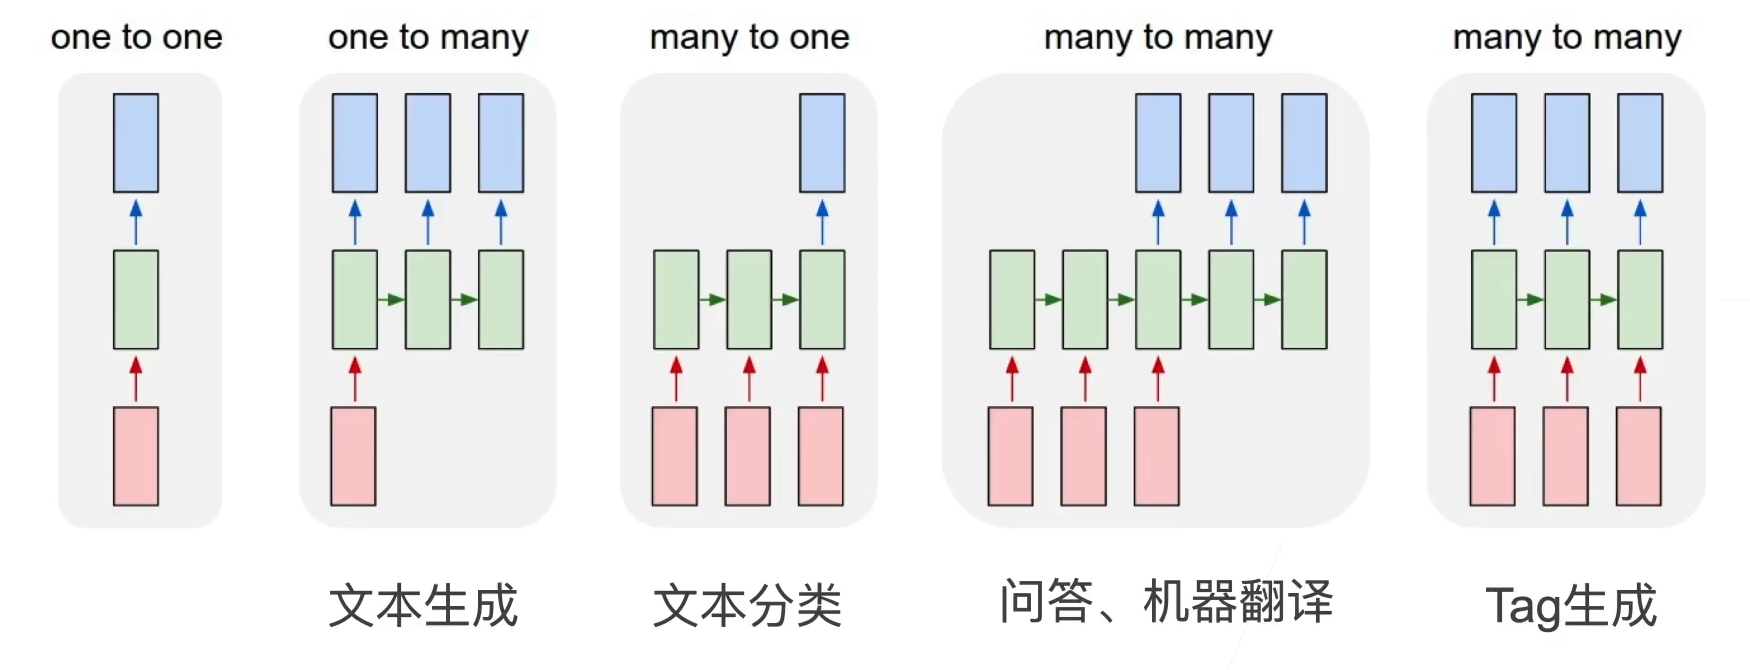 one to one
one to many
many to one
many to many
many to many
文本生成
文本分类
问答、机器翻译
Tag生成